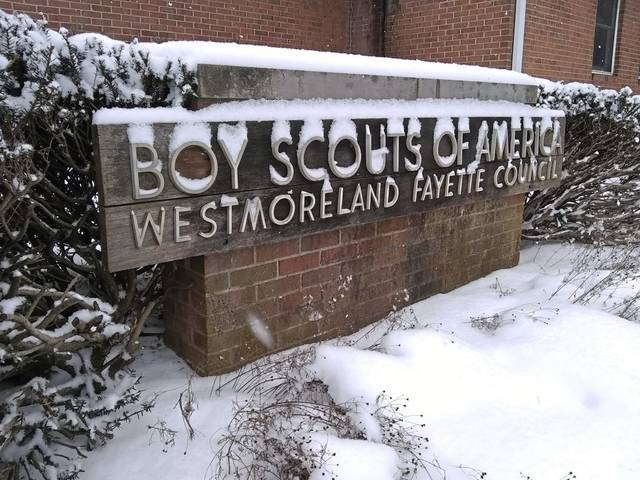 BOY SCOUTS OF AMERICA
WESTMORELAND FAYETTE COUNCIL